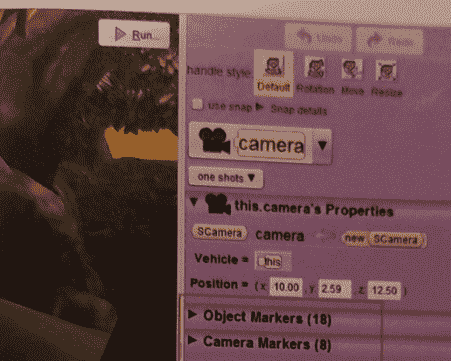 Run...
Undo Redo
handle style
Default Rotation Move Resize
use snap Snap details
camera
one shots
this.camera's Properties
SCamera camera new SCamera
Vehicle = this
Position = (x: 10.00 y: 2.59 z: 12.50 )
Object Markers (18)
Camera Markers (8)